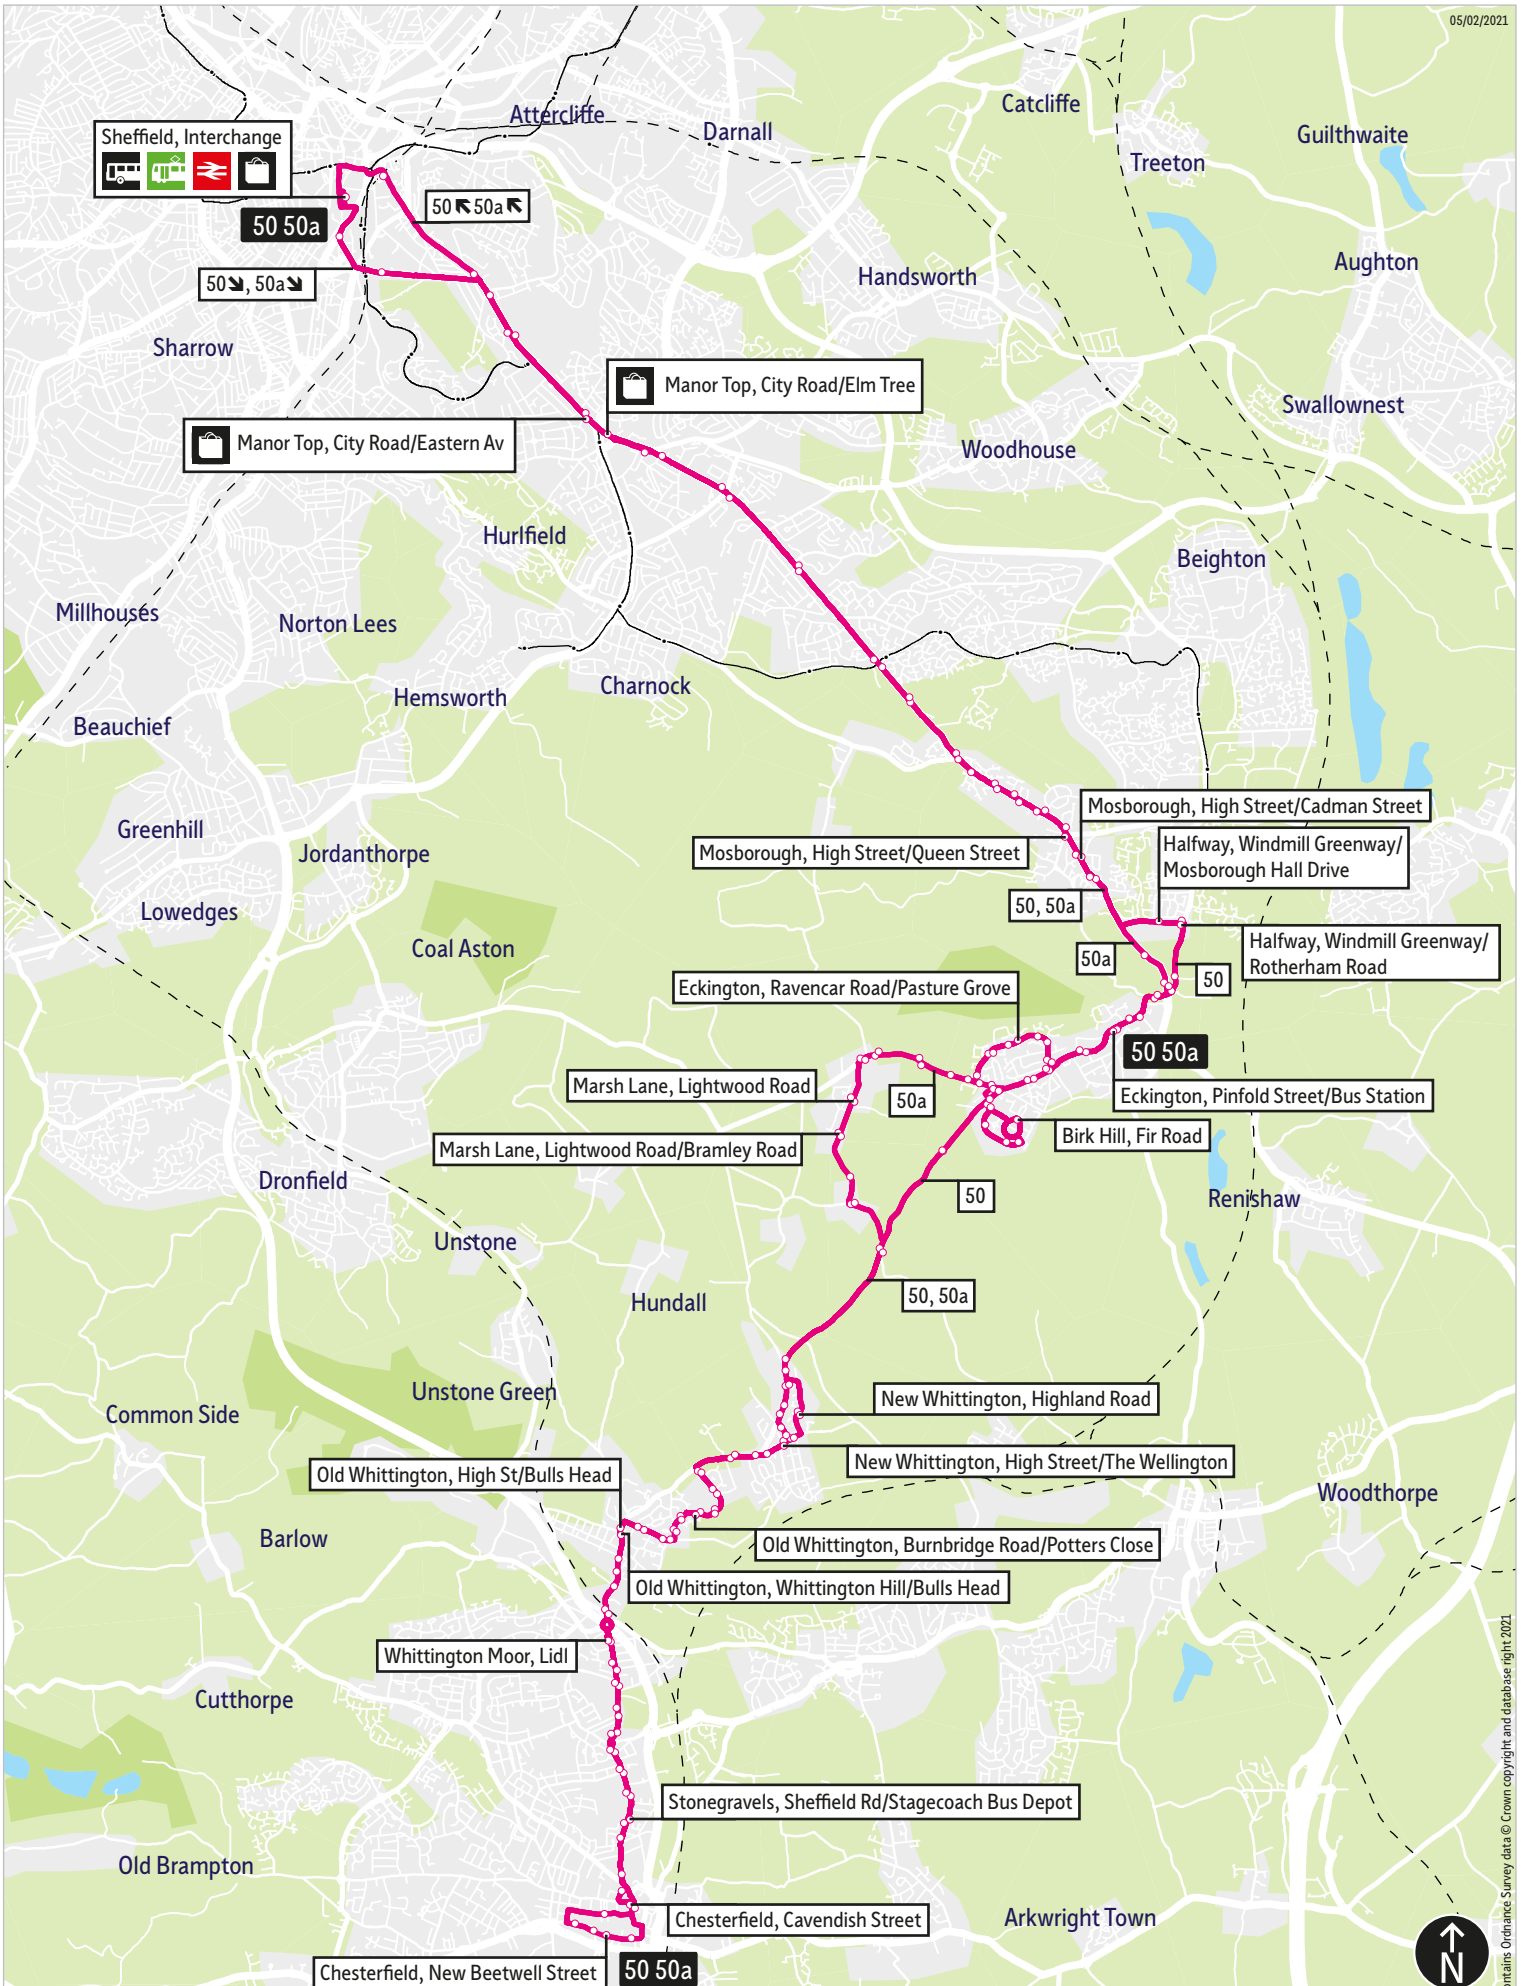 05/02/2021
Attercliffe
Darnall
Catcliffe
Treeton
Guilthwaite
Sheffield, Interchange
50 50a
50 ↖ 50a ↖
50 ↘, 50a ↘
Handsworth
Aughton
Sharrow
Manor Top, City Road/Elm Tree
Swallownest
Manor Top, City Road/Eastern Av
Woodhouse
Hurlfield
Beighton
Millhouses
Norton Lees
Hemsworth
Charnock
Beauchief
Mosborough, High Street/Cadman Street
Greenhill
Jordanthorpe
Mosborough, High Street/Queen Street
Halfway, Windmill Greenway/
Mosborough Hall Drive
Lowedges
50, 50a
Coal Aston
50a
Halfway, Windmill Greenway/
Rotherham Road
50
Eckington, Ravencar Road/Pasture Grove
50 50a
Marsh Lane, Lightwood Road
50a
Eckington, Pinfold Street/Bus Station
Marsh Lane, Lightwood Road/Bramley Road
Birk Hill, Fir Road
Dronfield
50
Renishaw
Unstone
Hundall
50, 50a
Unstone Green
New Whittington, Highland Road
Common Side
Old Whittington, High St/Bulls Head
New Whittington, High Street/The Wellington
Woodthorpe
Barlow
Old Whittington, Burnbridge Road/Potters Close
Old Whittington, Whittington Hill/Bulls Head
Whittington Moor, Lidl
Cutthorpe
Stonegravels, Sheffield Rd/Stagecoach Bus Depot
Old Brampton
Chesterfield, Cavendish Street
Arkwright Town
Chesterfield, New Beetwell Street
50 50a
N
ntains Ordnance Survey data © Crown copyright and database right 2021